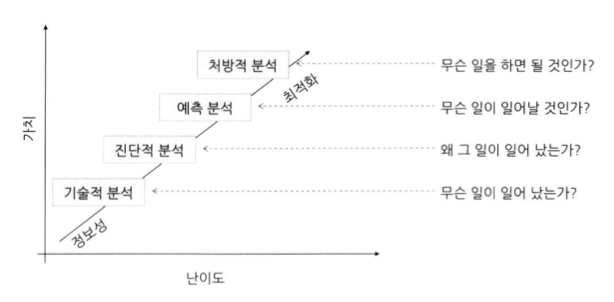 처방적 분석
무슨 일을 하면 될 것인가?
최적화
예측 분석
무슨 일이 일어날 것인가?
가치
진단적 분석
왜 그 일이 일어 났는가?
기술적 분석
무슨 일이 일어 났는가?
정보성
난이도